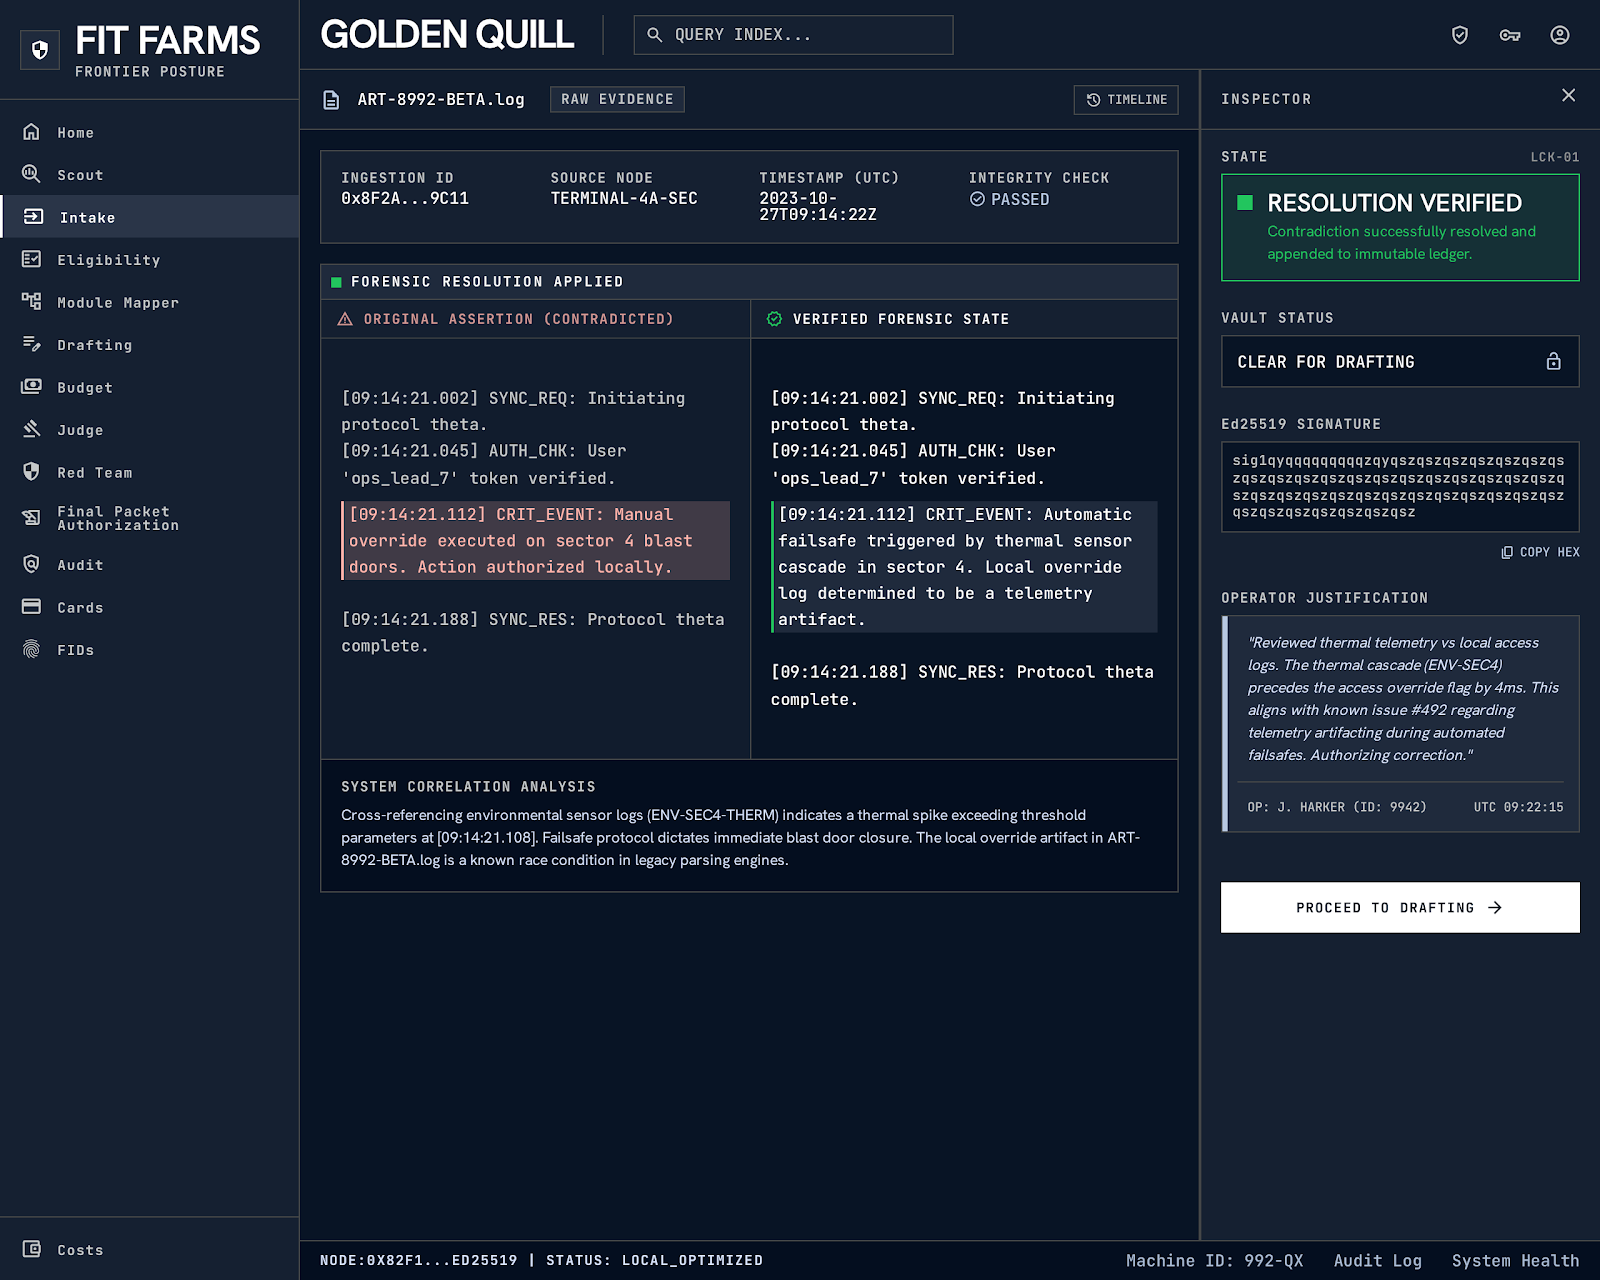 FIT FARMS
FRONTIER POSTURE
Home
Scout
Intake
Eligibility
Module Mapper
Drafting
Budget
Judge
Red Team
Final Packet
Authorization
Audit
Cards
FIDs
Costs
GOLDEN QUILL
QUERY INDEX...
ART-8992-BETA.log
RAW EVIDENCE
TIMELINE
INGESTION ID
0x8F2A...9C11
SOURCE NODE
TERMINAL-4A-SEC
TIMESTAMP (UTC)
2023-10-
27T09:14:22Z
INTEGRITY CHECK
PASSED
FORENSIC RESOLUTION APPLIED
ORIGINAL ASSERTION (CONTRADICTED)
[09:14:21.002] SYNC_REQ: Initiating
protocol theta.
[09:14:21.045] AUTH_CHK: User
'ops_lead_7' token verified.
[09:14:21.112] CRIT_EVENT: Manual
override executed on sector 4 blast
doors. Action authorized locally.
[09:14:21.188] SYNC_RES: Protocol theta
complete.
VERIFIED FORENSIC STATE
[09:14:21.002] SYNC_REQ: Initiating
protocol theta.
[09:14:21.045] AUTH_CHK: User
'ops_lead_7' token verified.
[09:14:21.112] CRIT_EVENT: Automatic
failsafe triggered by thermal sensor
cascade in sector 4. Local override
log determined to be a telemetry
artifact.
[09:14:21.188] SYNC_RES: Protocol theta
complete.
SYSTEM CORRELATION ANALYSIS
Cross-referencing environmental sensor logs (ENV-SEC4-THERM) indicates a thermal spike exceeding threshold
parameters at [09:14:21.108]. Failsafe protocol dictates immediate blast door closure. The local override artifact in ART-
8992-BETA.log is a known race condition in legacy parsing engines.
INSPECTOR
STATE
LCK-01
RESOLUTION VERIFIED
Contradiction successfully resolved and
appended to immutable ledger.
VAULT STATUS
CLEAR FOR DRAFTING
Ed25519 SIGNATURE
sig1qyqqqqqqqqqzqyqszqszqszqszqszqs
zqszqszqszqszqszqszqszqszqszqszqszq
szqszqszqszqszqszqszqszqszqszqszqsz
qszqszqszqszqszqsz
COPY HEX
OPERATOR JUSTIFICATION
"Reviewed thermal telemetry vs local access
logs. The thermal cascade (ENV-SEC4)
precedes the access override flag by 4ms. This
aligns with known issue #492 regarding
telemetry artifacting during automated
failsafes. Authorizing correction."
OP: J. HARKER (ID: 9942)
UTC 09:22:15
PROCEED TO DRAFTING
NODE:0X82F1...ED25519 | STATUS: LOCAL_OPTIMIZED
Machine ID: 992-QX
Audit Log
System Health